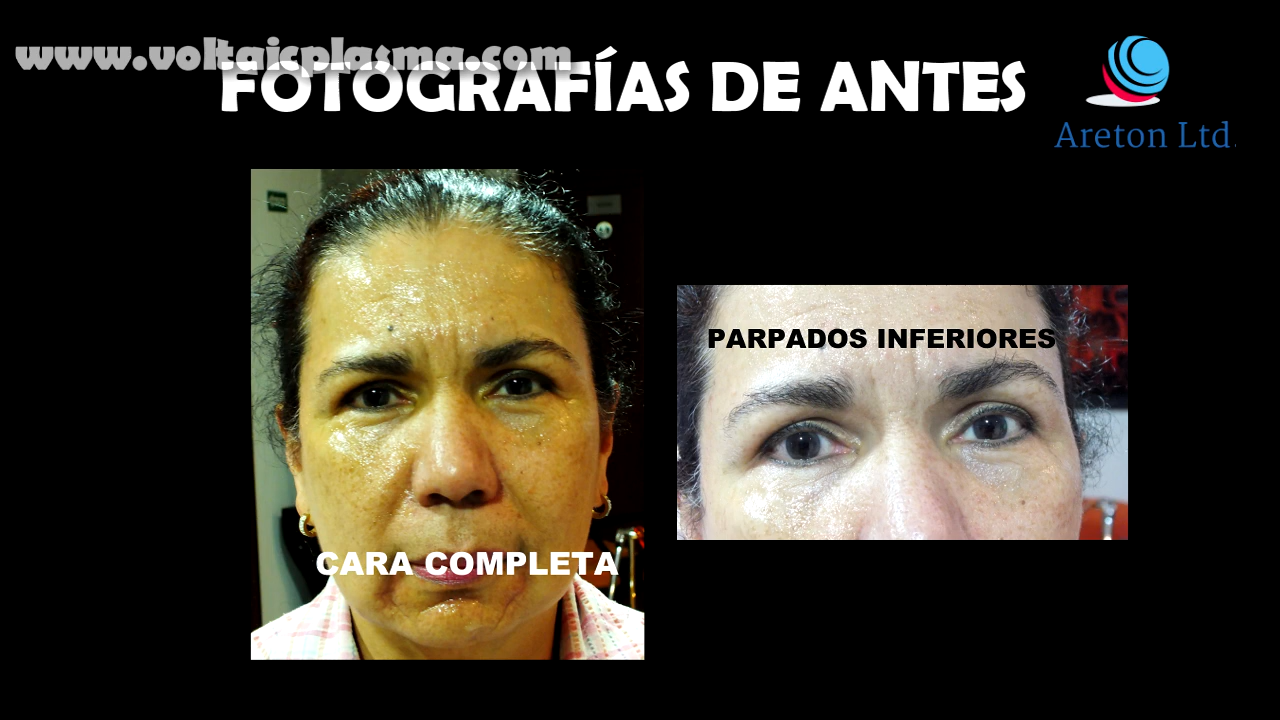 www.voltaicplasma.com
FOTOGRAFÍAS DE ANTES
Areton Ltd.
PARPADOS INFERIORES
CARA COMPLETA